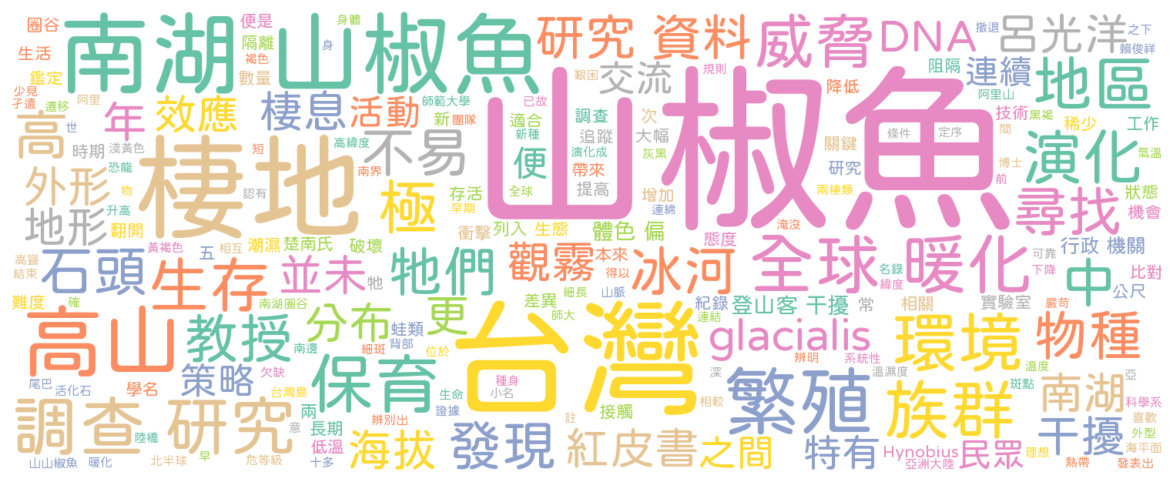 圈谷
便是
身體
撤退
之下
南湖
山椒魚
研究
資料
威脅
DNA
呂光洋
賴俊祥
生活
隔離
身
褐色
艱困
交流
規則
阻隔
連續
地區
鑑定
數量
少見
孑遺
遷移
阿里
年
效應
棲息
活動
師範大學
已故
降低
阿里山
高
世
淺黃色
新
團隊
適合
調查
次
大幅
技術
黑褐
稀少
工作
時期
高緯度
不易
新種
追蹤
條件
定序
間
氣溫
恐龍
短
南界
便
演化成
灰黑
關鍵
研究
博士
演化
外形
物
棲地
認有
極
存活
早期
帶來
提高
全球
增加
連綿
山椒魚
兩種類
前
狀態
地形
升高
翻開
衝擊
列入
生態
體色
偏
態度
淹沒
尋找
機會
黃褐色
五
相互
潮濕
楚南氏
破壞
高聳
結束
石頭
生存
並未
牠
牠們
觀霧
本來
得以
冰河
全球
暖化
名錄
緯度
可靠
下降
行政
機關
中
比對
公尺
難度
確
南湖圈谷
分布
更
差異
細長
山脈
師大
紀錄
連結
登山客
干擾
常
相關
實驗室
嚴苛
高山
教授
南邊
細斑
蛙類
背部
位於
台灣
glacialis
辨明
系統性
環境
物種
溫度
尾巴
活化石
學名
策略
欠缺
台灣島
保育
生命
種身
小名
證據
深
相較
繁殖
溫濕度
族群
斑點
亞
南湖
科學系
調查
研究
陸橋
意
兩
長期
辨別出
接觸
註
喜歡
外型
山山椒魚
暖化
北半球
早
危等級
低溫
十多
海拔
發現
紅皮書
之間
特有
Hynobius
亞洲大陸
民眾
理想
干擾
熱帶
海平面
發表出